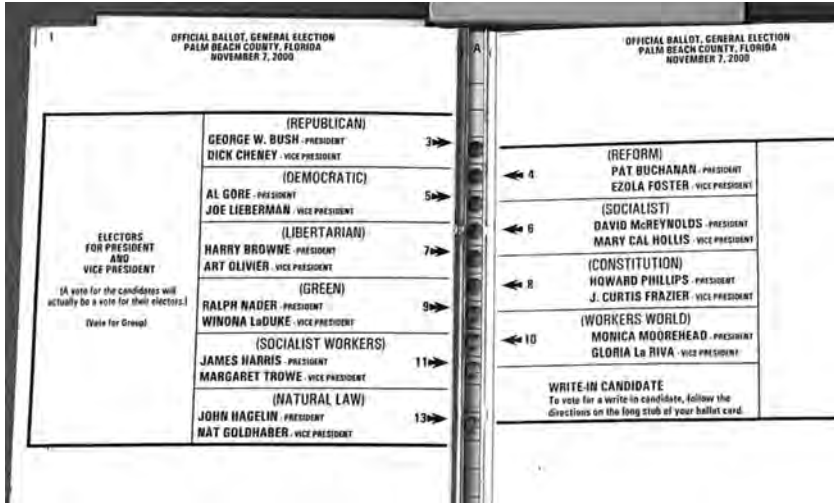 OFFICIAL BALLOT, GENERAL ELECTION
PALM BEACH COUNTY, FLORIDA
NOVEMBER 7, 2000
ELECTORS
FOR PRESIDENT
AND
VICE PRESIDENT
(A vote for the candidates will
actually be a vote for their electors.)
(Vote for Group)
(REPUBLICAN)
GEORGE W. BUSH - PRESIDENT 3
DICK CHENEY - VICE PRESIDENT
(DEMOCRATIC)
AL GORE - PRESIDENT 5
JOE LIEBERMAN - VICE PRESIDENT
(LIBERTARIAN)
HARRY BROWNE - PRESIDENT 7
ART OLIVIER - VICE PRESIDENT
(GREEN)
RALPH NADER - PRESIDENT 9
WINONA LaDUKE - VICE PRESIDENT
(SOCIALIST WORKERS)
JAMES HARRIS - PRESIDENT 11
MARGARET TROWE - VICE PRESIDENT
(NATURAL LAW)
JOHN HAGELIN - PRESIDENT 13
NAT GOLDHABER - VICE PRESIDENT
A
OFFICIAL BALLOT, GENERAL ELECTION
PALM BEACH COUNTY, FLORIDA
NOVEMBER 7, 2000
(REFORM)
4 PAT BUCHANAN - PRESIDENT
EZOLA FOSTER - VICE PRESIDENT
(SOCIALIST)
6 DAVID McREYNOLDS - PRESIDENT
MARY CAL HOLLIS - VICE PRESIDENT
(CONSTITUTION)
8 HOWARD PHILLIPS - PRESIDENT
J. CURTIS FRAZIER - VICE PRESIDENT
(WORKERS WORLD)
10 MONICA MOOREHEAD - PRESIDENT
GLORIA La RIVA - VICE PRESIDENT
WRITE-IN CANDIDATE
To vote for a write-in candidate, follow the
directions on the long stub of your ballot card.